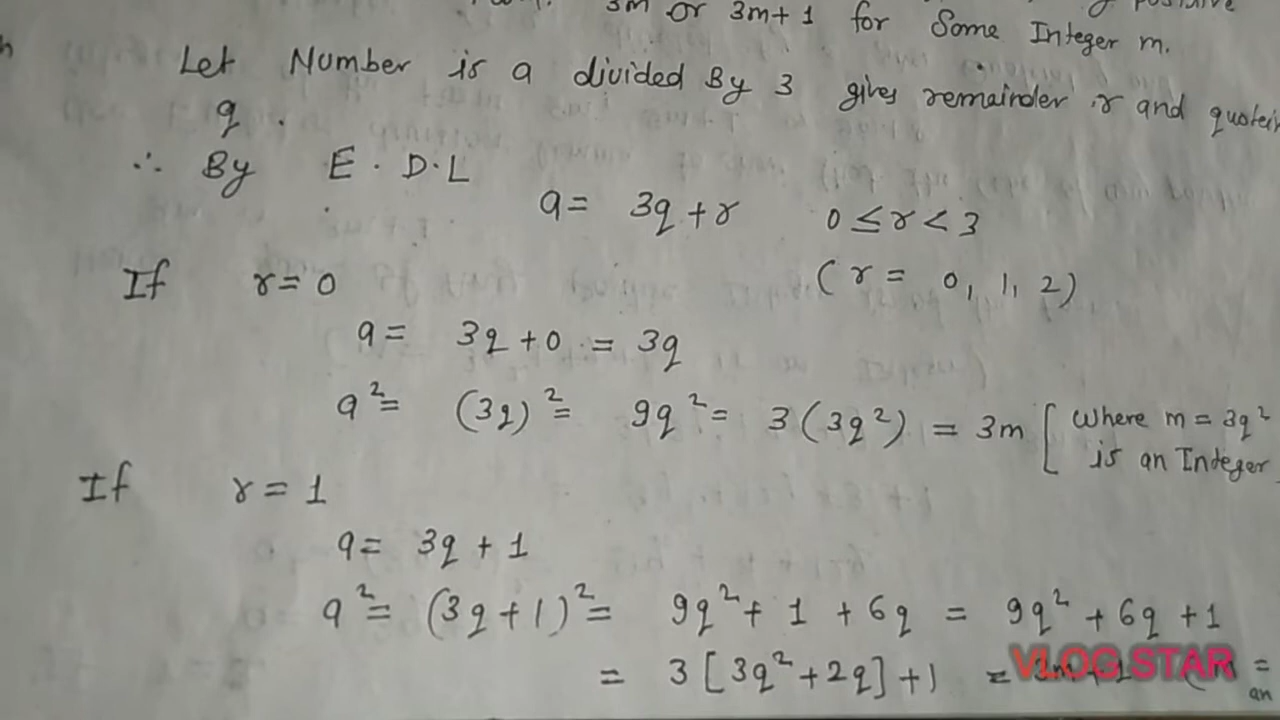 3m or 3m+1 for Some Integer m.
Let Number is a divided By 3 gives remainder r and
q.
∴ By E.D.L
a = 3q + r 0 ≤ r < 3
If r = 0 (r = 0, 1, 2)
a = 3q + 0 = 3q
a² = (3q)² = 9q² = 3(3q²) = 3m [Where m = 3q²
is an Integer
If r = 1
a = 3q + 1
a² = (3q+1)² = 9q² + 1 + 6q = 9q² + 6q + 1
= 3[3q² + 2q] + 1 =
an
VLOG STAR